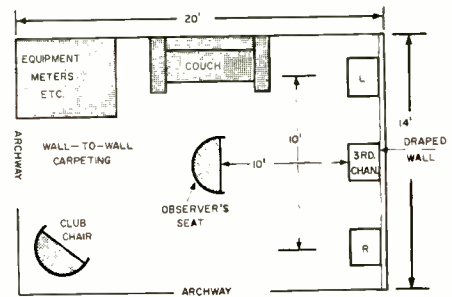 20'
EQUIPMENT
METERS
ETC.
COUCH
L
ARCHWAY
WALL-TO-WALL
CARPETING
10'
10'
3RD.
CHAN.
14'
DRAPED
WALL
OBSERVER'S
SEAT
CLUB
CHAIR
R
ARCHWAY